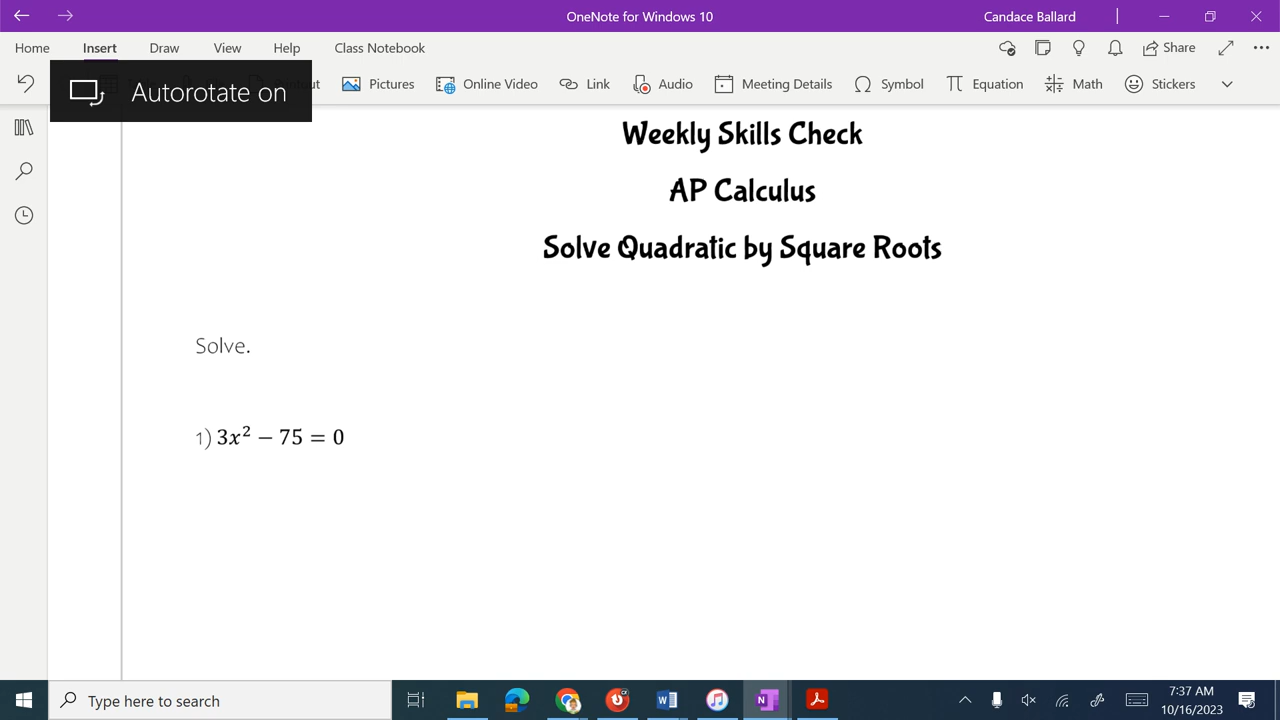 OneNote for Windows 10
Candace Ballard
Home Insert Draw View Help Class Notebook
Share
Autorotate on
Pictures Online Video Link Audio Meeting Details Symbol Equation Math Stickers
Weekly Skills Check
AP Calculus
Solve Quadratic by Square Roots
Solve.
1) 3x² − 75 = 0
Type here to search
7:37 AM
10/16/2023